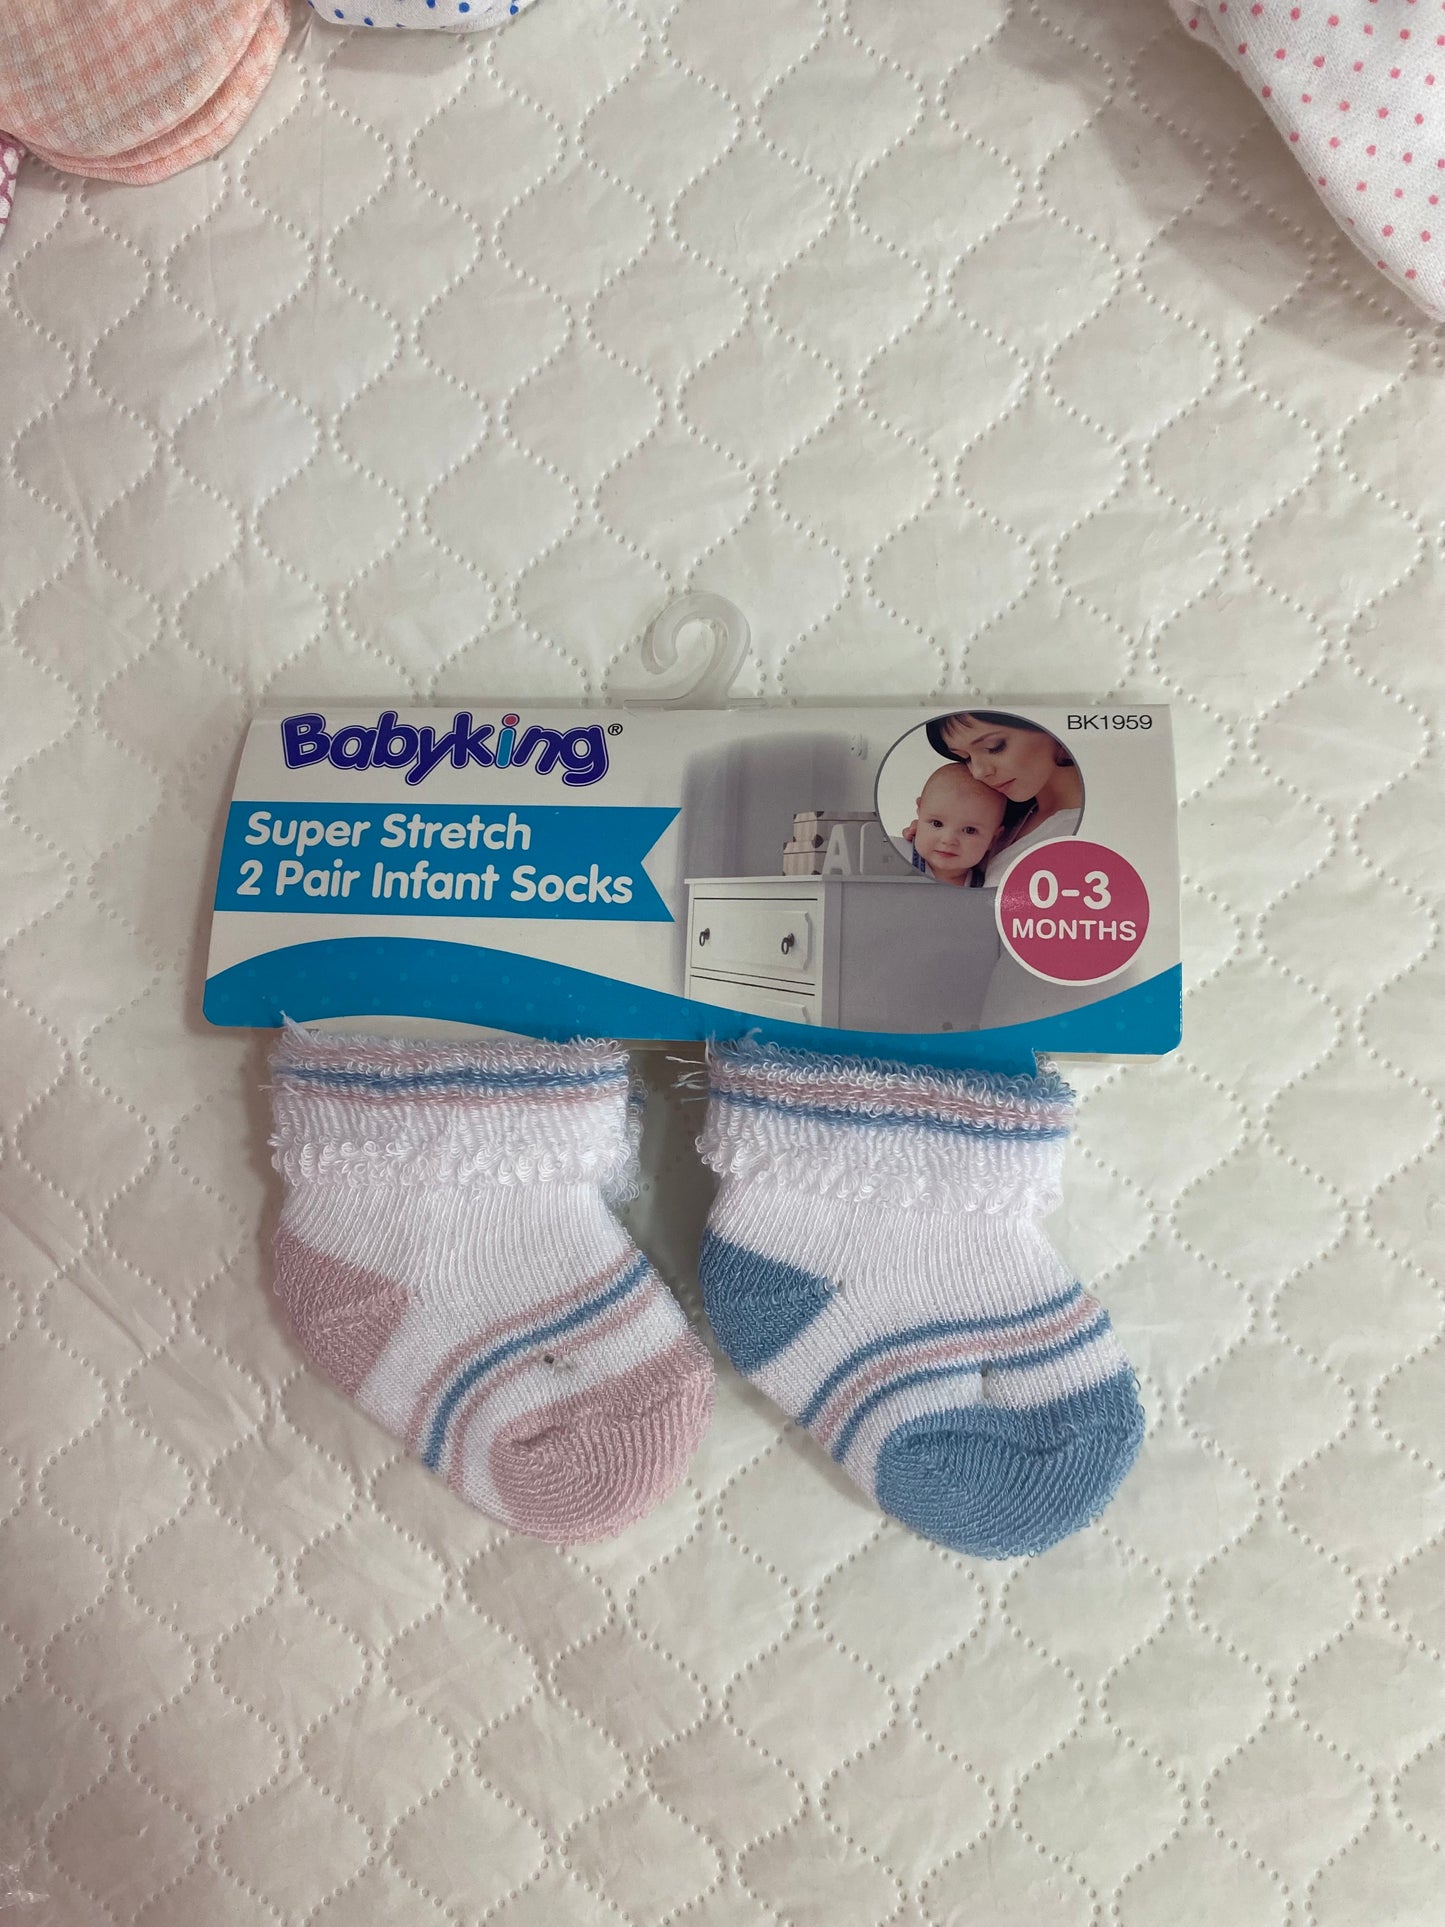 Babyking®
BK1959
Super Stretch
2 Pair Infant Socks
A
0-3
MONTHS